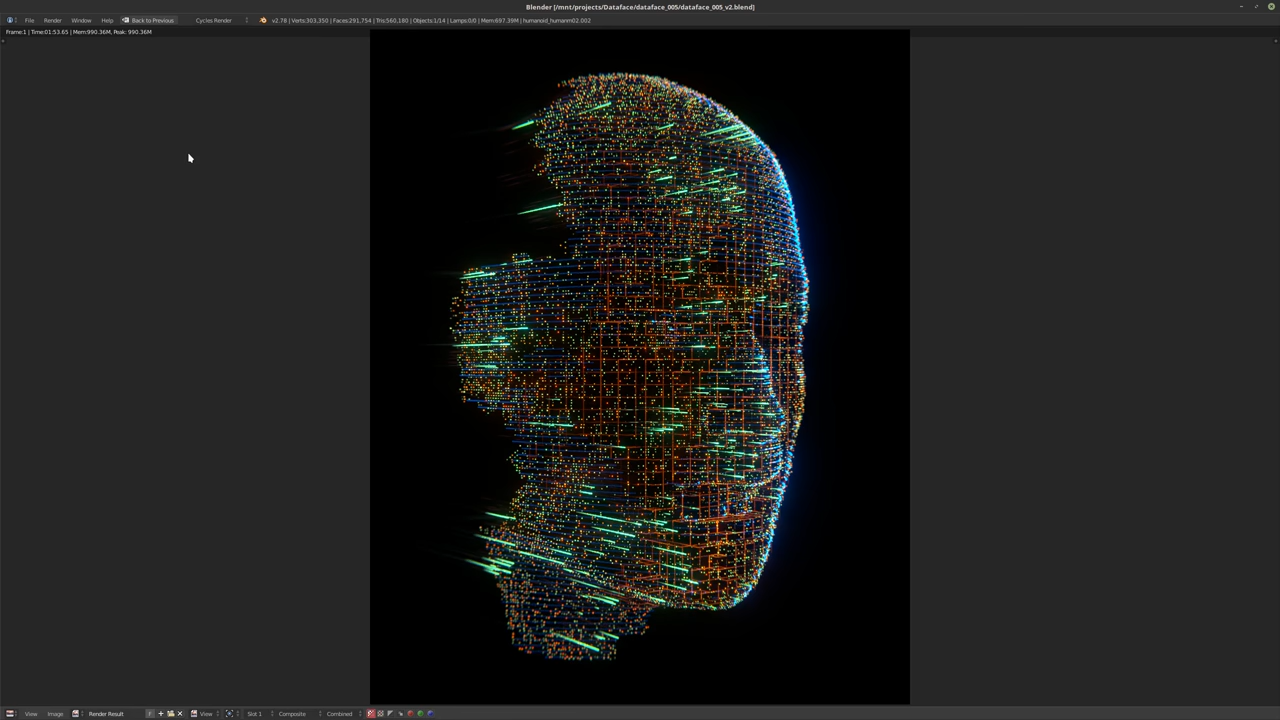 Blender [/mnt/projects/Dataface/dataface_005/dataface_005_v2.blend]
File Render Window Help Back to Previous Cycles Render v2.78 | Verts:303,350 | Faces:291,754 | Tris:560,180 | Objects:1/14 | Lamps:0/0 | Mem:697.39M | humanoid_humanm02.002
Frame:1 | Time:01:53.65 | Mem:990.36M, Peak: 990.36M
View Image Render Result F View Slot 1 Composite Combined